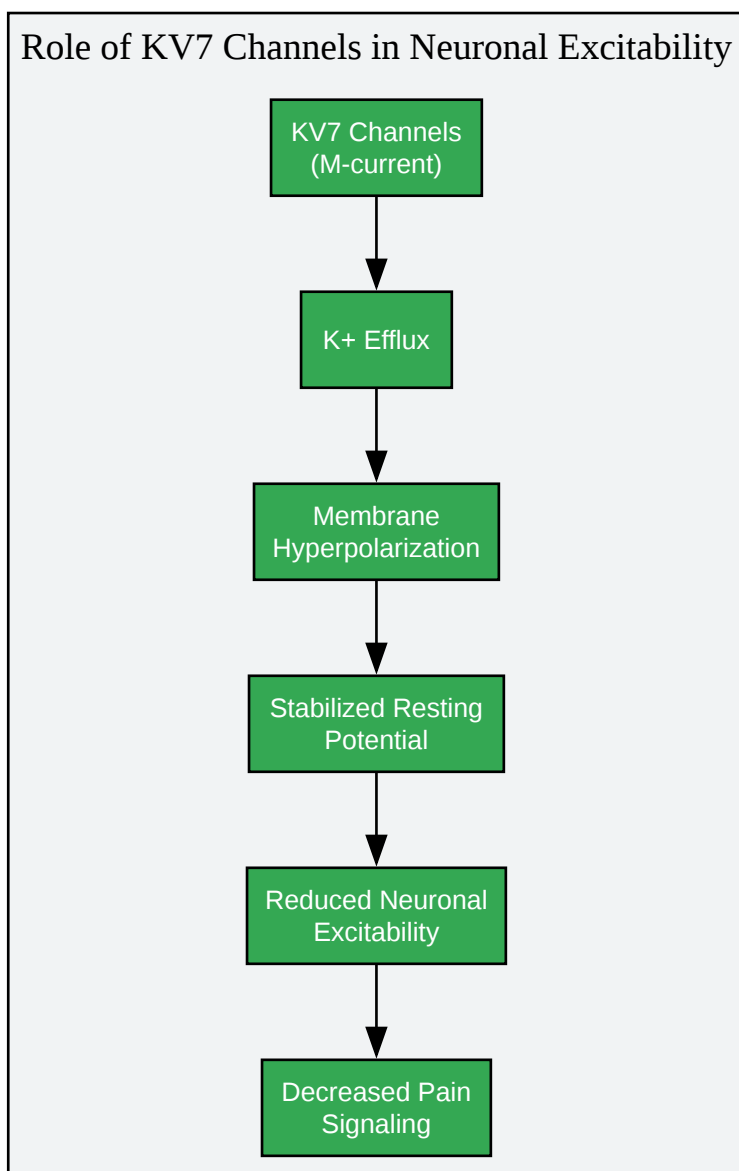 Role of KV7 Channels in Neuronal Excitability
KV7 Channels
(M-current)
K+ Efflux
Membrane
Hyperpolarization
Stabilized Resting
Potential
Reduced Neuronal
Excitability
Decreased Pain
Signaling